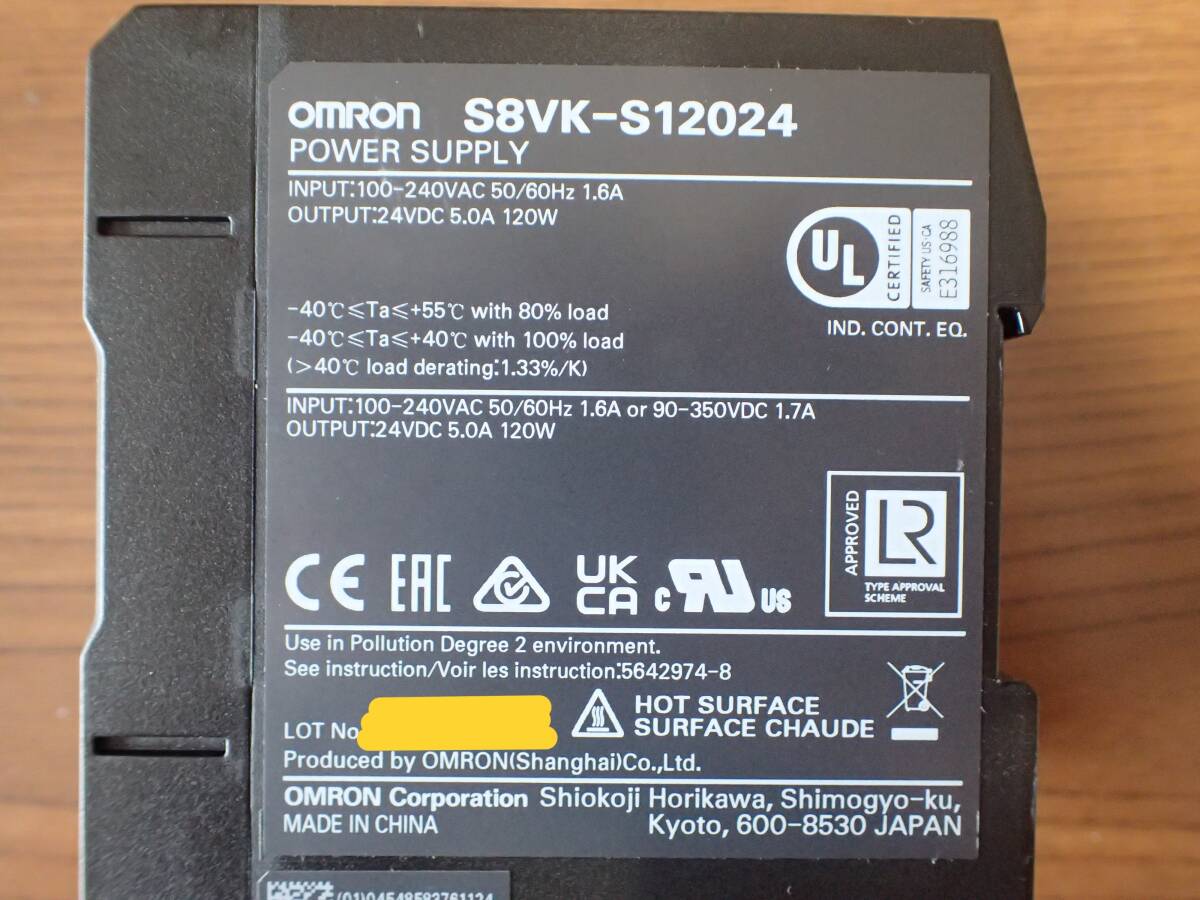 OMRON S8VK-S12024
POWER SUPPLY
INPUT:100-240VAC 50/60Hz 1.6A
OUTPUT:24VDC 5.0A 120W
UL CERTIFIED
SAFETY US·CA
E316988
IND. CONT. EQ.
-40℃≤Ta≤+55℃ with 80% load
-40℃≤Ta≤+40℃ with 100% load
(>40℃ load derating:1.33%/K)
INPUT:100-240VAC 50/60Hz 1.6A or 90-350VDC 1.7A
OUTPUT:24VDC 5.0A 120W
APPROVED
LR
TYPE APPROVAL
SCHEME
CE EAC UK CA c RU US
Use in Pollution Degree 2 environment.
See instruction/Voir les instruction:5642974-8
HOT SURFACE
SURFACE CHAUDE
LOT No
Produced by OMRON(Shanghai)Co.,Ltd.
OMRON Corporation Shiokoji Horikawa, Shimogyo-ku,
MADE IN CHINA Kyoto, 600-8530 JAPAN
(01)04548583761124